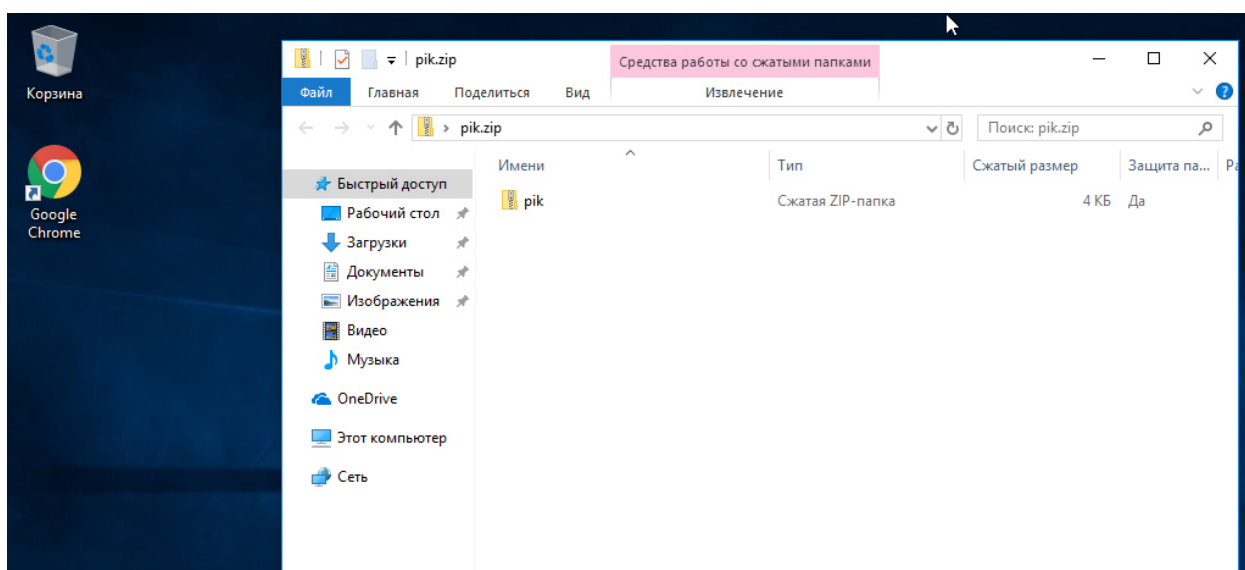 Корзина
Google
Chrome
pik.zip
Средства работы со сжатыми папками
Файл
Главная
Поделиться
Вид
Извлечение
pik.zip
Поиск: pik.zip
Имени
Тип
Сжатый размер
Защита па...
Быстрый доступ
Рабочий стол
Загрузки
Документы
Изображения
Видео
Музыка
OneDrive
Этот компьютер
Сеть
pik
Сжатая ZIP-папка
4 КБ
Да